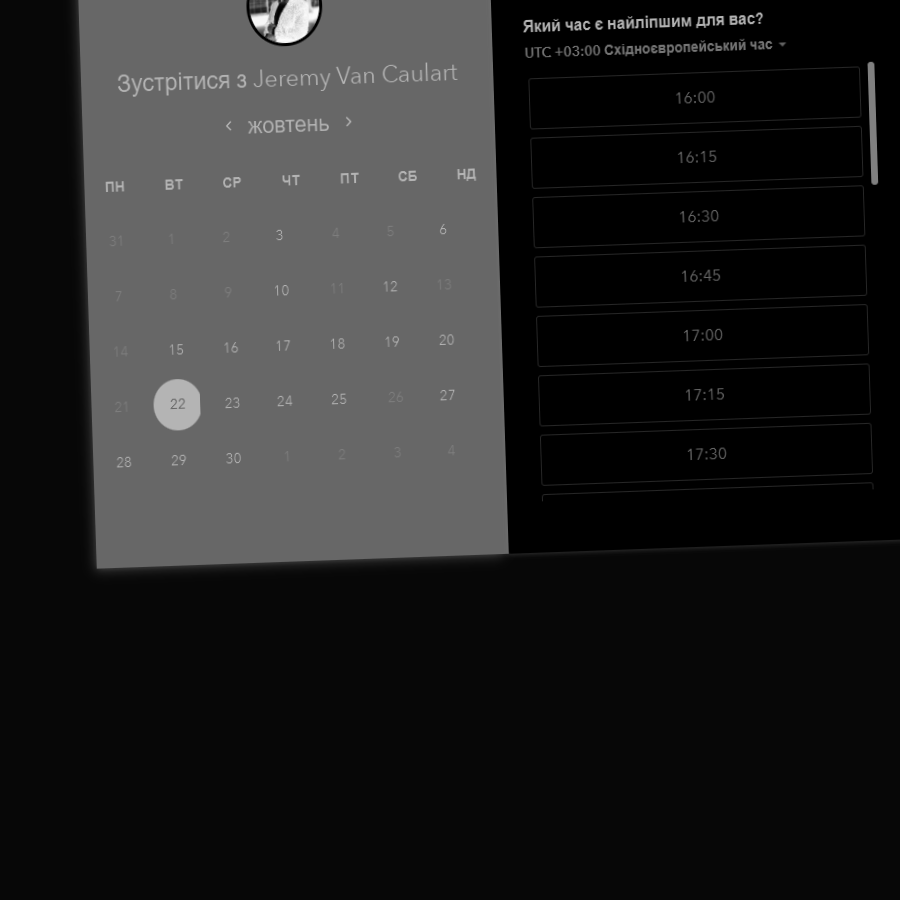 Зустрітися з Jeremy Van Caulart
‹ жовтень ›
ПН ВТ СР ЧТ ПТ СБ НД
31 1 2 3 4 5 6
7 8 9 10 11 12 13
14 15 16 17 18 19 20
21 22 23 24 25 26 27
28 29 30 1 2 3 4
Який час є найліпшим для вас?
UTC +03:00 Східноєвропейський час
16:00
16:15
16:30
16:45
17:00
17:15
17:30